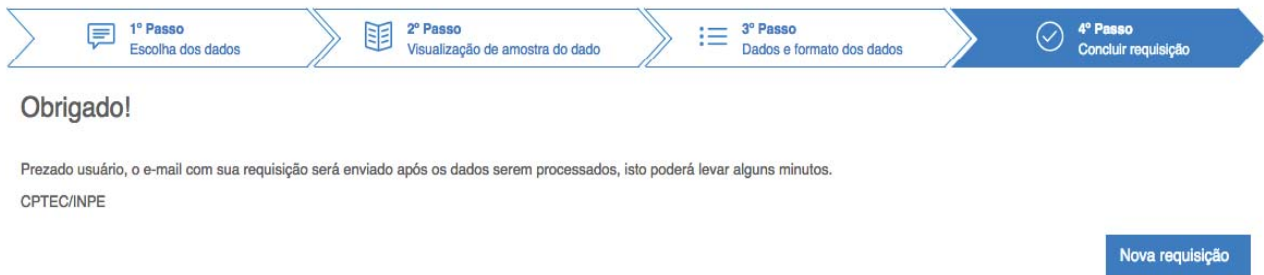 1º Passo
Escolha dos dados
2º Passo
Visualização de amostra do dado
3º Passo
Dados e formato dos dados
4º Passo
Concluir requisição
Obrigado!
Prezado usuário, o e-mail com sua requisição será enviado após os dados serem processados, isto poderá levar alguns minutos.
CPTEC/INPE
Nova requisição